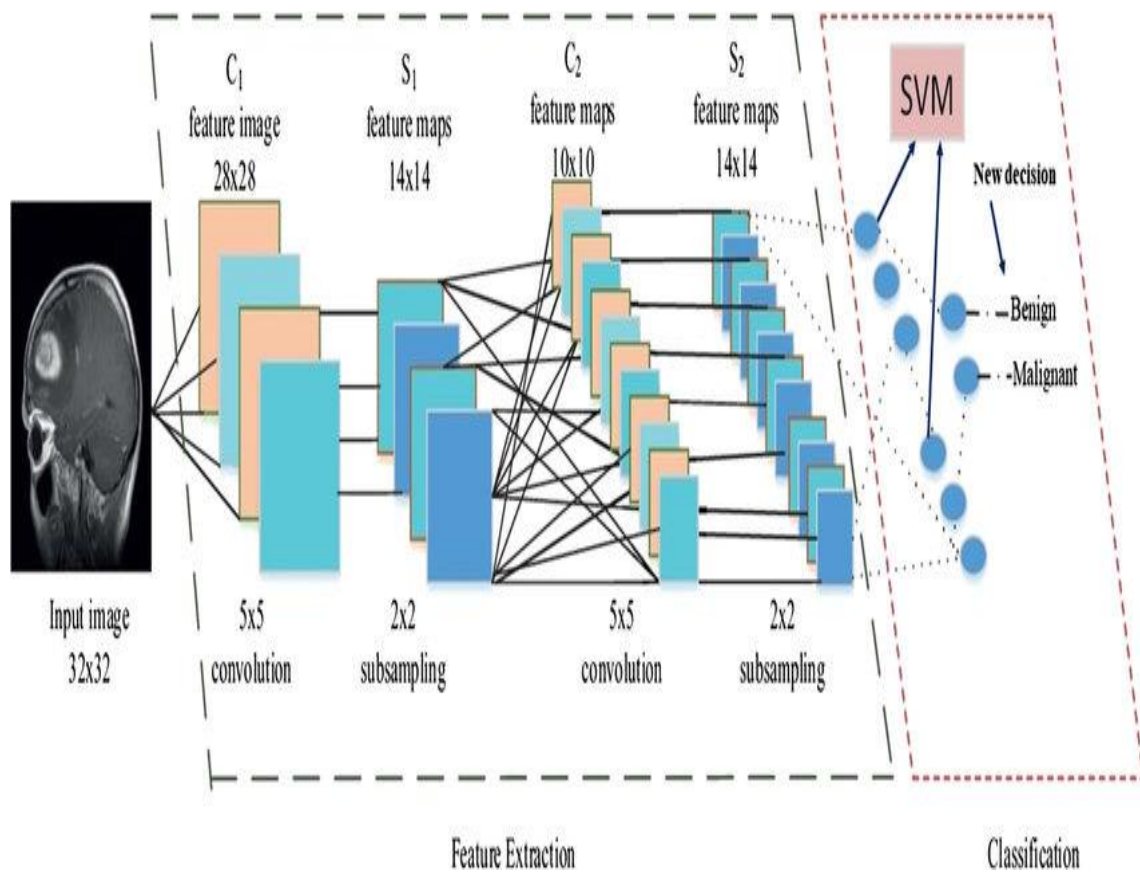 C₁
feature image
28x28
S₁
feature maps
14x14
C₂
feature maps
10x10
S₂
feature maps
14x14
SVM
New decision
Benign
Malignant
Input image
32x32
5x5
convolution
2x2
subsampling
5x5
convolution
2x2
subsampling
Feature Extraction
Classification